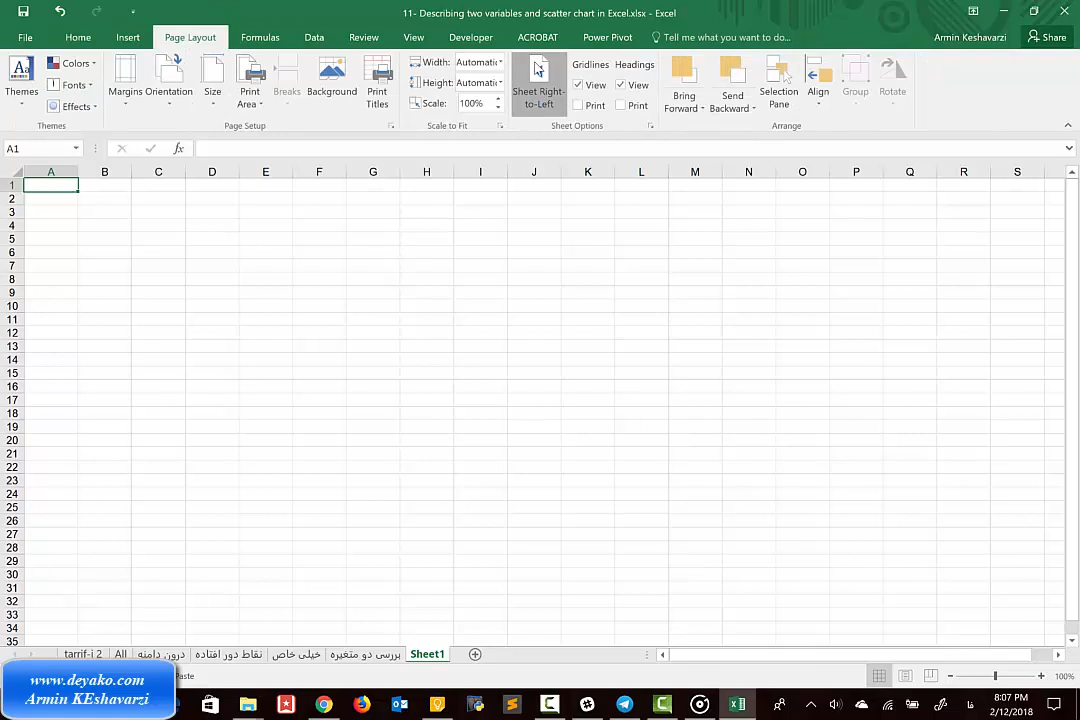 11- Describing two variables and scatter chart in Excel.xlsx - Excel
File Home Insert Page Layout Formulas Data Review View Developer ACROBAT Power Pivot Tell me what you want to do... Armin Keshavarzi Share
Themes
Colors
Fonts
Effects
Themes
Margins Orientation Size Print Area Breaks Background Print Titles
Page Setup
Width: Automatic
Height: Automatic
Scale: 100%
Scale to Fit
Sheet Right-to-Left
Gridlines Headings
View View
Print Print
Sheet Options
Bring Forward Send Backward Selection Pane Align Group Rotate
Arrange
A1 fx
A B C D E F G H I J K L M N O P Q R S
1
2
3
4
5
6
7
8
9
10
11
12
13
14
15
16
17
18
19
20
21
22
23
24
25
26
27
28
29
30
31
32
33
34
35
tarrif-i 2 All درون دامنه نقاط دور افتاده خیلی خاص بررسی دو متغیره Sheet1
Paste 100%
www.deyako.com
Armin KEshavarzi
8:07 PM
فا
2/12/2018